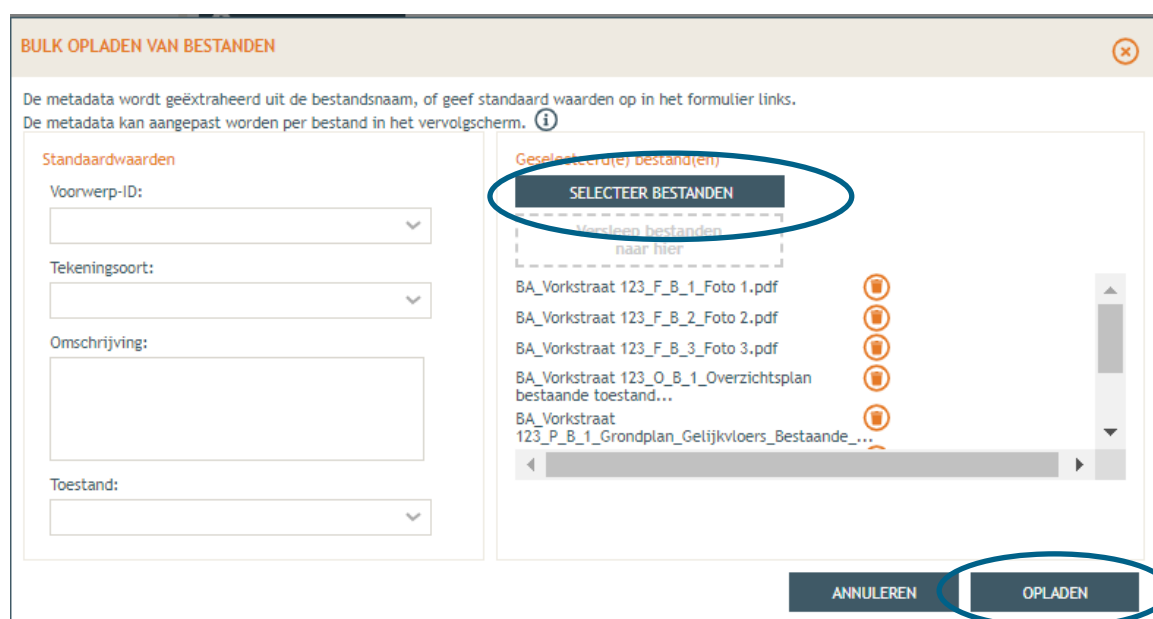 BULK OPLADEN VAN BESTANDEN
De metadata wordt geëxtraheerd uit de bestandsnaam, of geef standaard waarden op in het formulier links.
De metadata kan aangepast worden per bestand in het vervolgscherm.
Standaardwaarden
Voorwerp-ID:
Tekeningsoort:
Omschrijving:
Toestand:
Geselecteerd(e) bestand(en)
SELECTEER BESTANDEN
Versleen bestanden
naar hier
BA_Vorkstraat 123_F_B_1_Foto 1.pdf
BA_Vorkstraat 123_F_B_2_Foto 2.pdf
BA_Vorkstraat 123_F_B_3_Foto 3.pdf
BA_Vorkstraat 123_O_B_1_Overzichtsplan
bestaande toestand...
BA_Vorkstraat
123_P_B_1_Grondplan_Gelijkvloers_Bestaande_...
ANNULEREN
OPLADEN